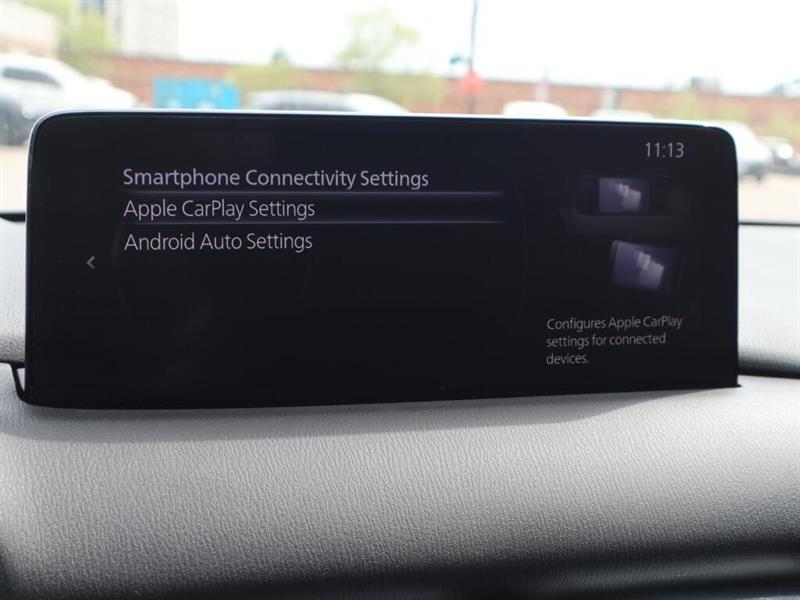 11:13
Smartphone Connectivity Settings
Apple CarPlay Settings
Android Auto Settings
Configures Apple CarPlay
settings for connected
devices.